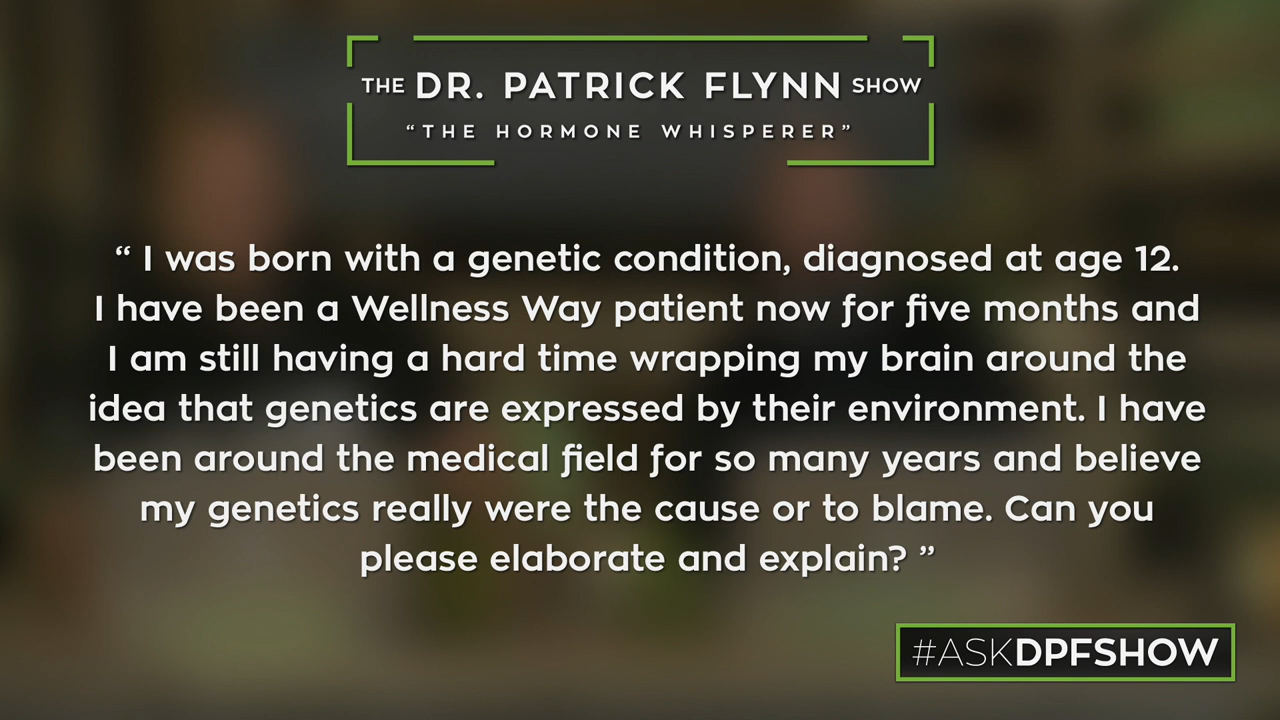 THE DR. PATRICK FLYNN SHOW
“THE HORMONE WHISPERER”
“ I was born with a genetic condition, diagnosed at age 12.
I have been a Wellness Way patient now for five months and
I am still having a hard time wrapping my brain around the
idea that genetics are expressed by their environment. I have
been around the medical field for so many years and believe
my genetics really were the cause or to blame. Can you
please elaborate and explain? ”
#ASKDPFSHOW